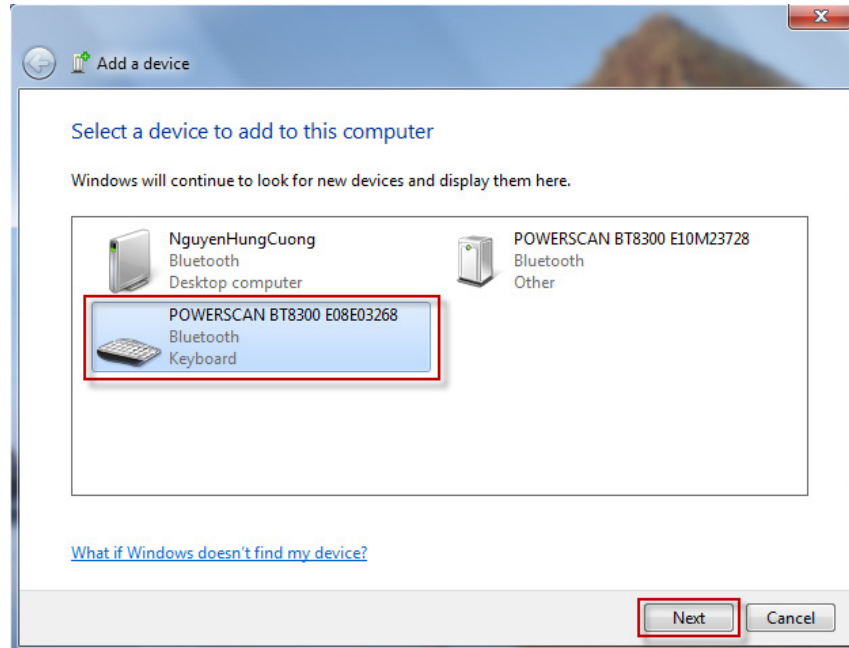 Add a device
Select a device to add to this computer
Windows will continue to look for new devices and display them here.
NguyenHungCuong
Bluetooth
Desktop computer
POWERSCAN BT8300 E10M23728
Bluetooth
Other
POWERSCAN BT8300 E08E03268
Bluetooth
Keyboard
What if Windows doesn't find my device?
Next
Cancel